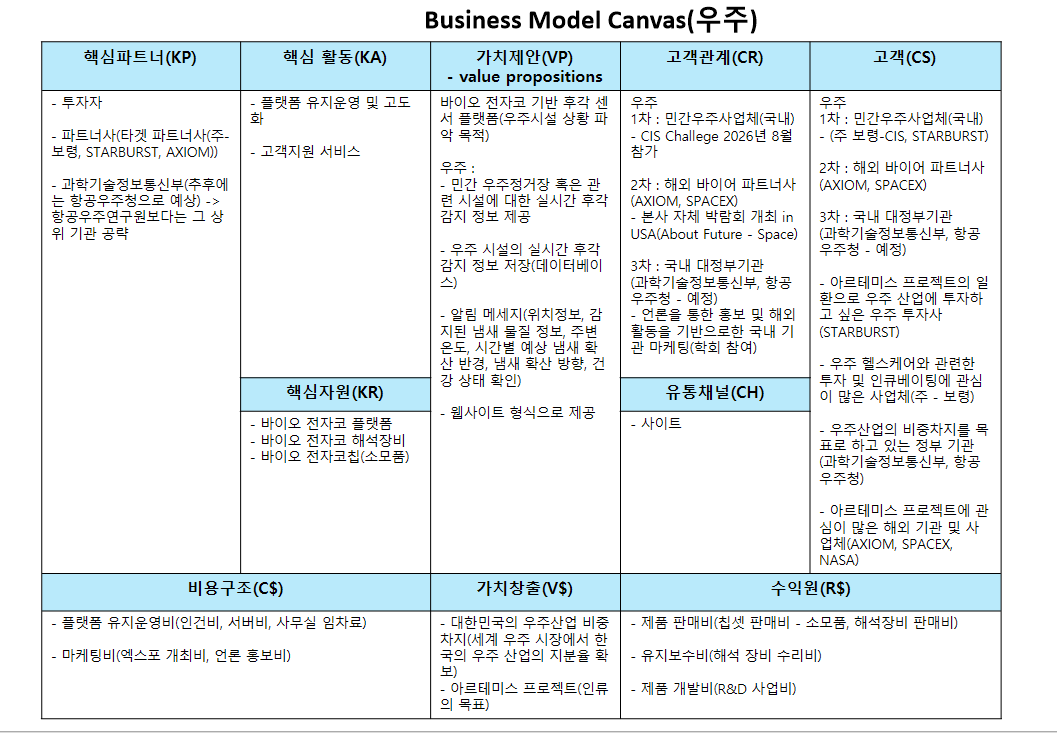 Business Model Canvas(우주)
핵심파트너(KP)
- 투자자
- 파트너사(타겟 파트너사(주-
보령, STARBURST, AXIOM))
- 과학기술정보통신부(추후에
는 항공우주청으로 예상) ->
항공우주연구원보다는 그 상
위 기관 공략
핵심 활동(KA)
- 플랫폼 유지운영 및 고도
화
- 고객지원 서비스
핵심자원(KR)
- 바이오 전자코 플랫폼
- 바이오 전자코 해석장비
- 바이오 전자코칩(소모품)
가치제안(VP)
- value propositions
바이오 전자코 기반 후각 센
서 플랫폼(우주시설 상황 파
악 목적)
우주 :
- 민간 우주정거장 혹은 관
련 시설에 대한 실시간 후각
감지 정보 제공
- 우주 시설의 실시간 후각
감지 정보 저장(데이터베이
스)
- 알림 메세지(위치정보, 감
지된 냄새 물질 정보, 주변
온도, 시간별 예상 냄새 확
산 반경, 냄새 확산 방향, 건
강 상태 확인)
- 웹사이트 형식으로 제공
고객관계(CR)
우주
1차 : 민간우주사업체(국내)
- CIS Challege 2026년 8월
참가
2차 : 해외 바이어 파트너사
(AXIOM, SPACEX)
- 본사 자체 박람회 개최 in
USA(About Future - Space)
3차 : 국내 대정부기관
(과학기술정보통신부, 항공
우주청 - 예정)
- 언론을 통한 홍보 및 해외
활동을 기반으로한 국내 기
관 마케팅(학회 참여)
유통채널(CH)
- 사이트
고객(CS)
우주
1차 : 민간우주사업체(국내)
- (주 보령-CIS, STARBURST)
2차 : 해외 바이어 파트너사
(AXIOM, SPACEX)
3차 : 국내 대정부기관
(과학기술정보통신부, 항공
우주청 - 예정)
- 아르테미스 프로젝트의 일
환으로 우주 산업에 투자하
고 싶은 우주 투자사
(STARBURST)
- 우주 헬스케어와 관련한
투자 및 인큐베이팅에 관심
이 많은 사업체(주 - 보령)
- 우주산업의 비중차지를 목
표로 하고 있는 정부 기관
(과학기술정보통신부, 항공
우주청)
- 아르테미스 프로젝트에 관
심이 많은 해외 기관 및 사
업체(AXIOM, SPACEX,
NASA)
비용구조(C$)
- 플랫폼 유지운영비(인건비, 서버비, 사무실 임차료)
- 마케팅비(엑스포 개최비, 언론 홍보비)
가치창출(V$)
- 대한민국의 우주산업 비중
차지(세계 우주 시장에서 한
국의 우주 산업의 지분율 확
보)
- 아르테미스 프로젝트(인류
의 목표)
수익원(R$)
- 제품 판매비(칩셋 판매비 - 소모품, 해석장비 판매비)
- 유지보수비(해석 장비 수리비)
- 제품 개발비(R&D 사업비)